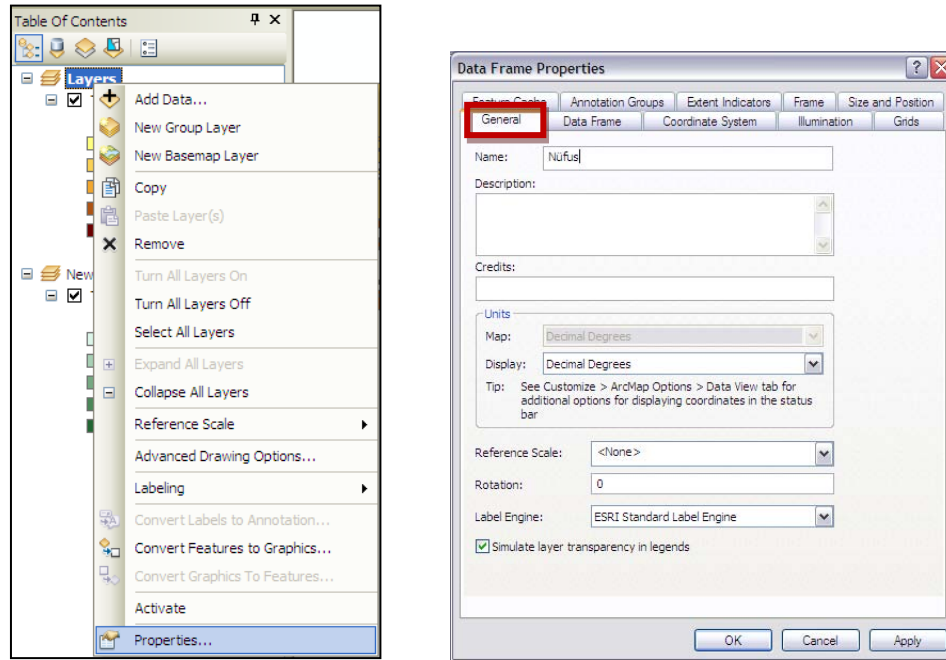 Table Of Contents
Layers
Add Data...
New Group Layer
New Basemap Layer
Copy
Paste Layer(s)
Remove
New
Turn All Layers On
Turn All Layers Off
Select All Layers
Expand All Layers
Collapse All Layers
Reference Scale
Advanced Drawing Options...
Labeling
Convert Labels to Annotation...
Convert Features to Graphics...
Convert Graphics To Features...
Activate
Properties...
Data Frame Properties
Feature Cache Annotation Groups Extent Indicators Frame Size and Position
General Data Frame Coordinate System Illumination Grids
Name: Nüfus
Description:
Credits:
Units
Map: Decimal Degrees
Display: Decimal Degrees
Tip: See Customize > ArcMap Options > Data View tab for
additional options for displaying coordinates in the status
bar
Reference Scale: <None>
Rotation: 0
Label Engine: ESRI Standard Label Engine
Simulate layer transparency in legends
OK Cancel Apply